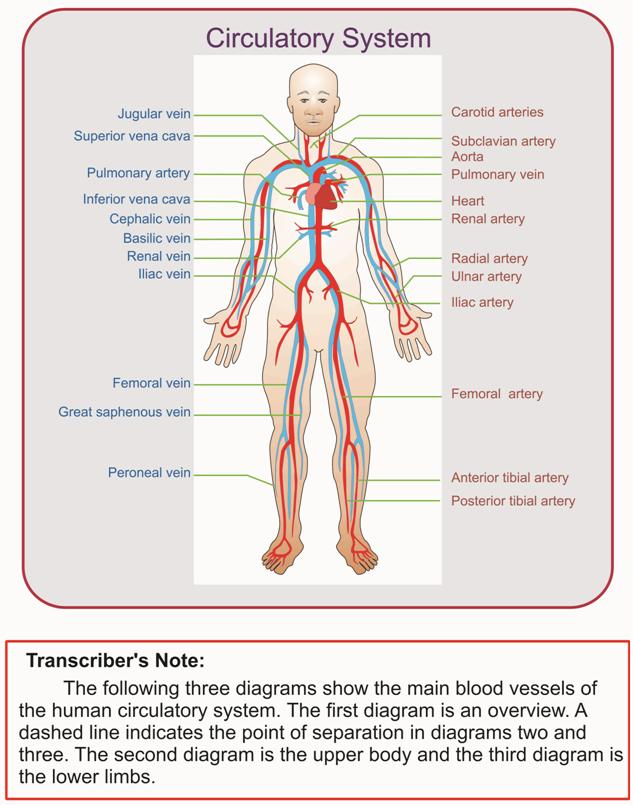 Circulatory System
Jugular vein
Superior vena cava
Pulmonary artery
Inferior vena cava
Cephalic vein
Basilic vein
Renal vein
Iliac vein
Femoral vein
Great saphenous vein
Peroneal vein
Carotid arteries
Subclavian artery
Aorta
Pulmonary vein
Heart
Renal artery
Radial artery
Ulnar artery
Iliac artery
Femoral artery
Anterior tibial artery
Posterior tibial artery
Transcriber's Note:
The following three diagrams show the main blood vessels of
the human circulatory system. The first diagram is an overview. A
dashed line indicates the point of separation in diagrams two and
three. The second diagram is the upper body and the third diagram is
the lower limbs.